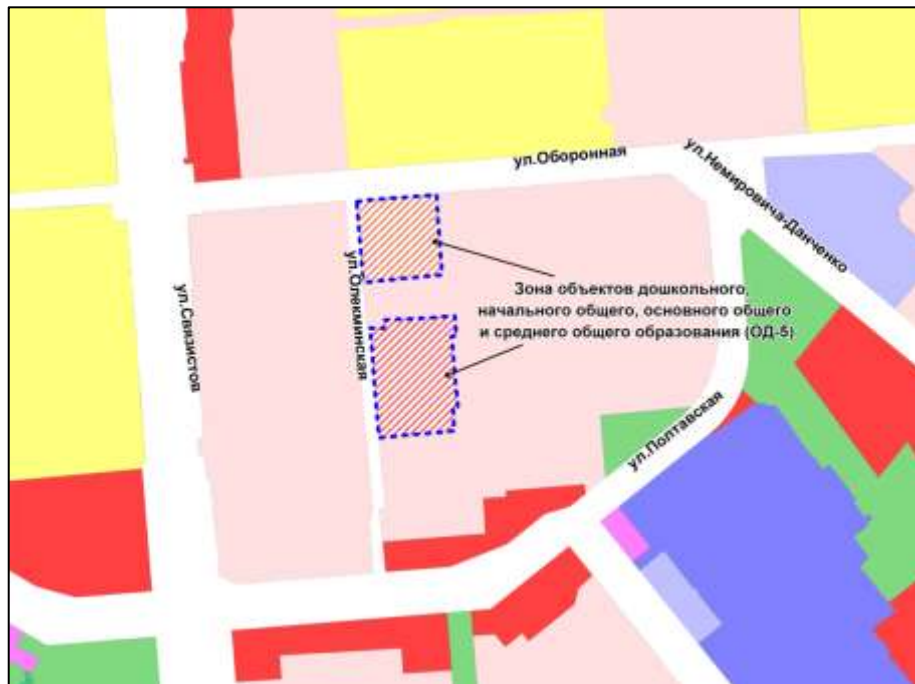 ул.Оборонная
ул.Немировича-Данченко
ул.Олекминская
ул.Свизистов
Зона объектов дошкольного,
начального общего, основного общего
и среднего общего образования (ОД-5)
ул.Полтавская